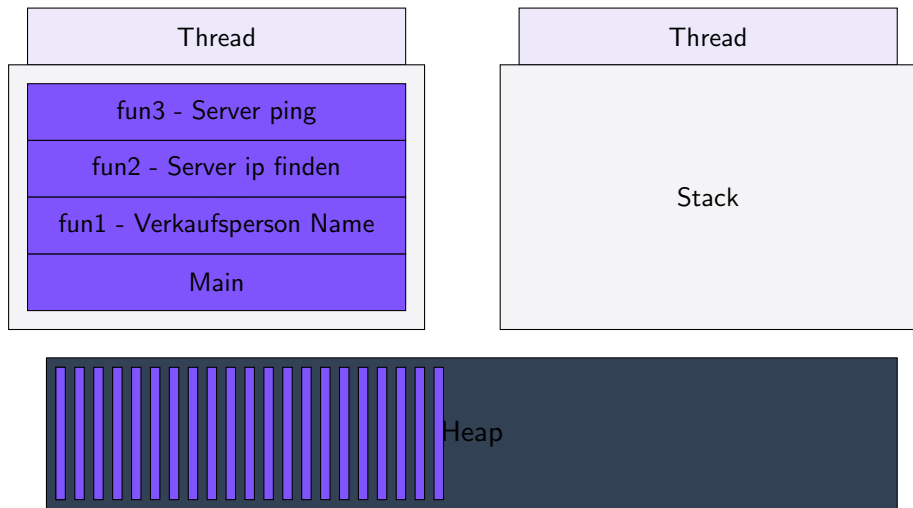 Thread
Thread
fun3 - Server ping
fun2 - Server ip finden
fun1 - Verkaufsperson Name
Main
Stack
Heap